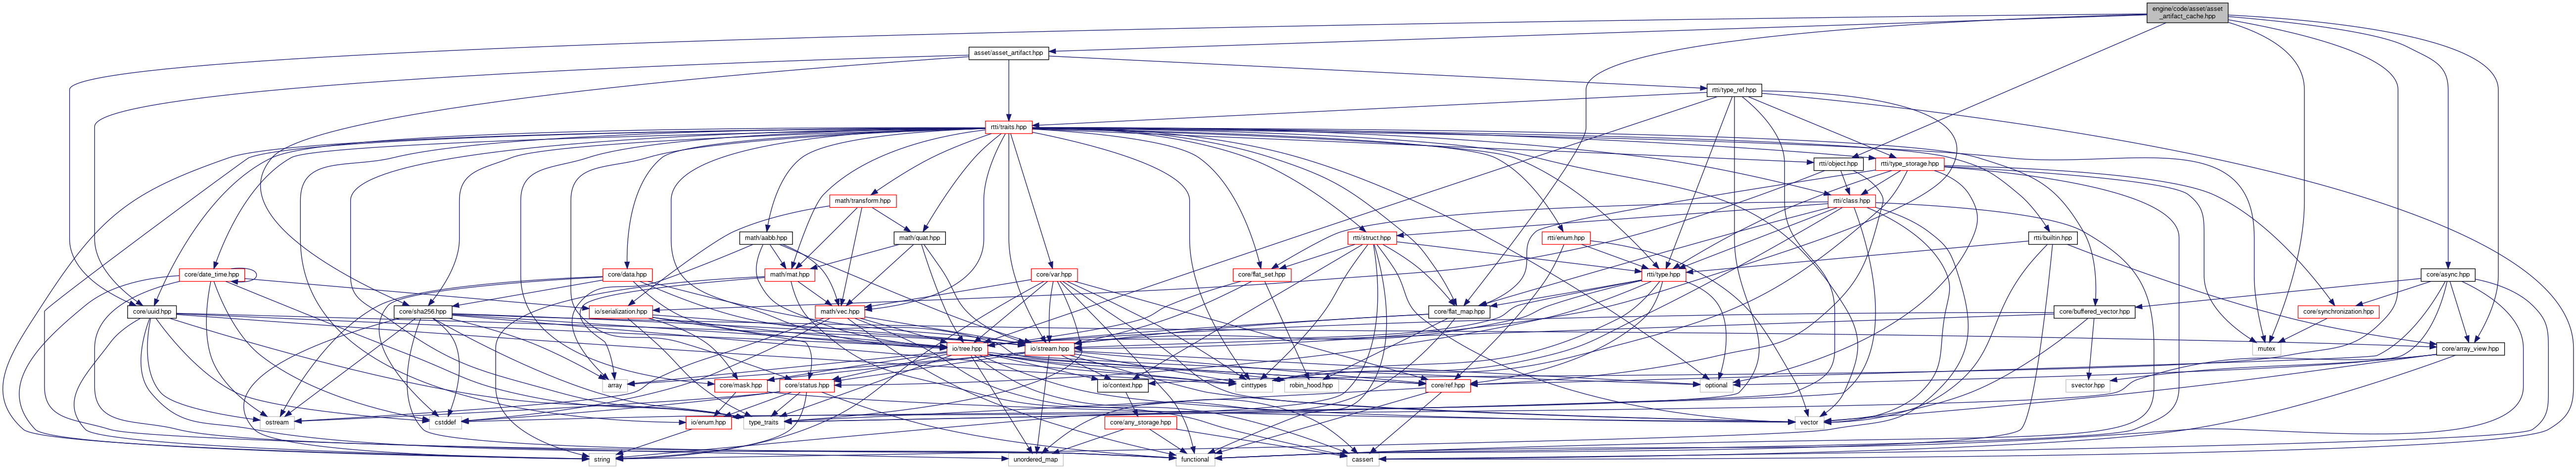 engine/code/asset/asset
_artifact_cache.hpp
asset/asset_artifact.hpp
rtti/type_ref.hpp
rtti/traits.hpp
rtti/object.hpp
rtti/type_storage.hpp
math/transform.hpp
rtti/class.hpp
math/aabb.hpp
math/quat.hpp
rtti/struct.hpp
rtti/enum.hpp
rtti/builtin.hpp
core/date_time.hpp
core/data.hpp
math/mat.hpp
core/var.hpp
core/flat_set.hpp
rtti/type.hpp
core/async.hpp
core/uuid.hpp
core/sha256.hpp
io/serialization.hpp
math/vec.hpp
core/flat_map.hpp
core/buffered_vector.hpp
core/synchronization.hpp
io/tree.hpp
io/stream.hpp
mutex
core/array_view.hpp
array
core/mask.hpp
core/status.hpp
io/context.hpp
cinttypes
robin_hood.hpp
core/ref.hpp
optional
svector.hpp
ostream
cstddef
io/enum.hpp
type_traits
core/any_storage.hpp
vector
string
unordered_map
functional
cassert